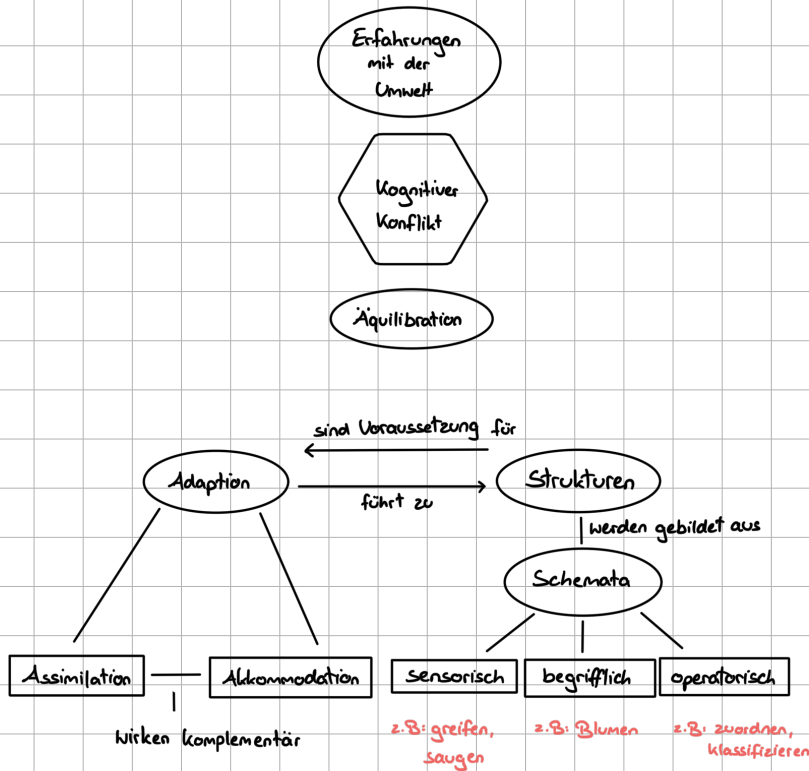 Erfahrungen
mit der
Umwelt
Kognitiver
Konflikt
Äquilibration
sind Voraussetzung für
Adaption
führt zu
Strukturen
werden gebildet aus
Schemata
Assimilation
Akkommodation
wirken komplementär
sensorisch
begrifflich
operatorisch
z.B: greifen,
saugen
z.B: Blumen
z.B: zuordnen,
klassifizieren